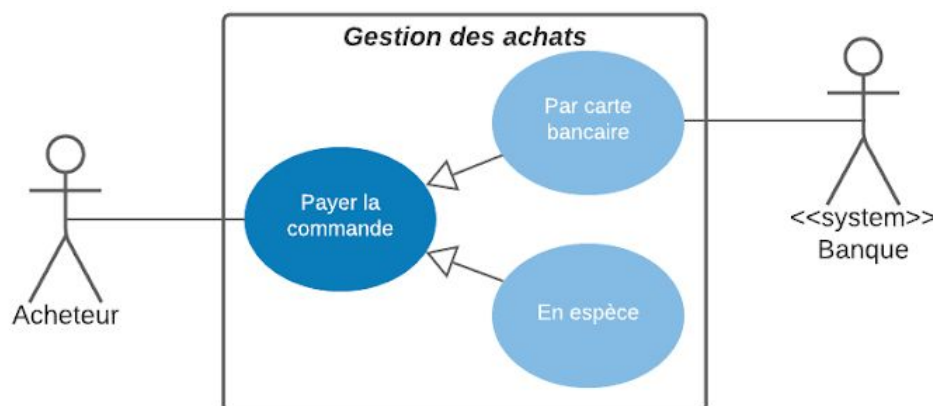 Gestion des achats
Par carte
bancaire
Payer la
commande
<<system>>
Banque
Acheteur
En espèce